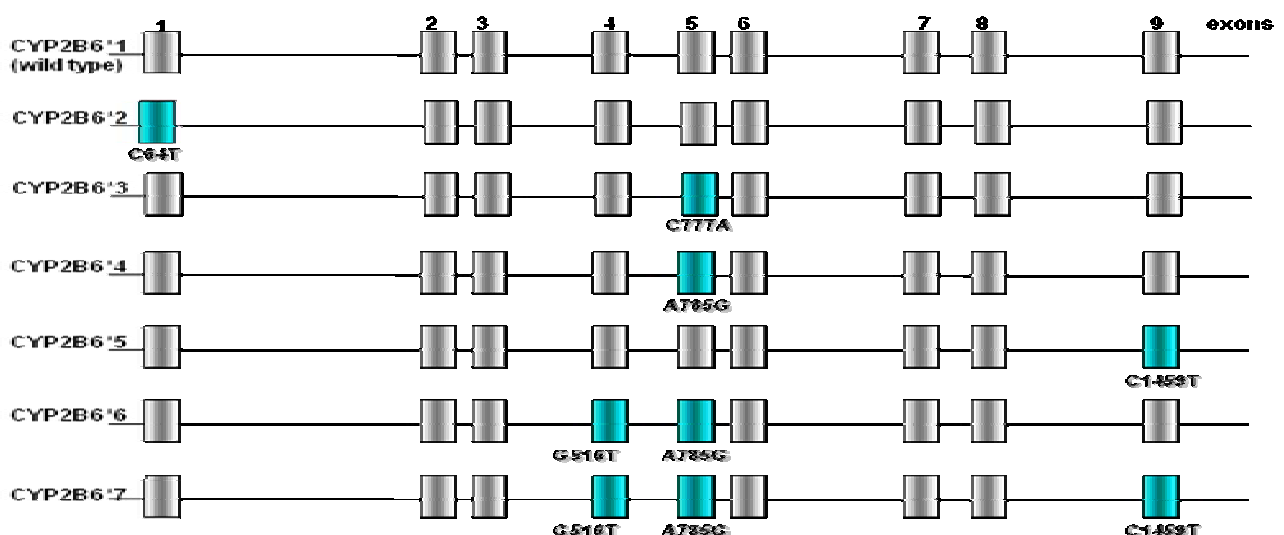 1 2 3 4 5 6 7 8 9 exons
CYP2B6*1
(wild type)
CYP2B6*2
C64T
CYP2B6*3
C777A
CYP2B6*4
A785G
CYP2B6*5
C1459T
CYP2B6*6
G516T A785G
CYP2B6*7
G516T A785G C1459T